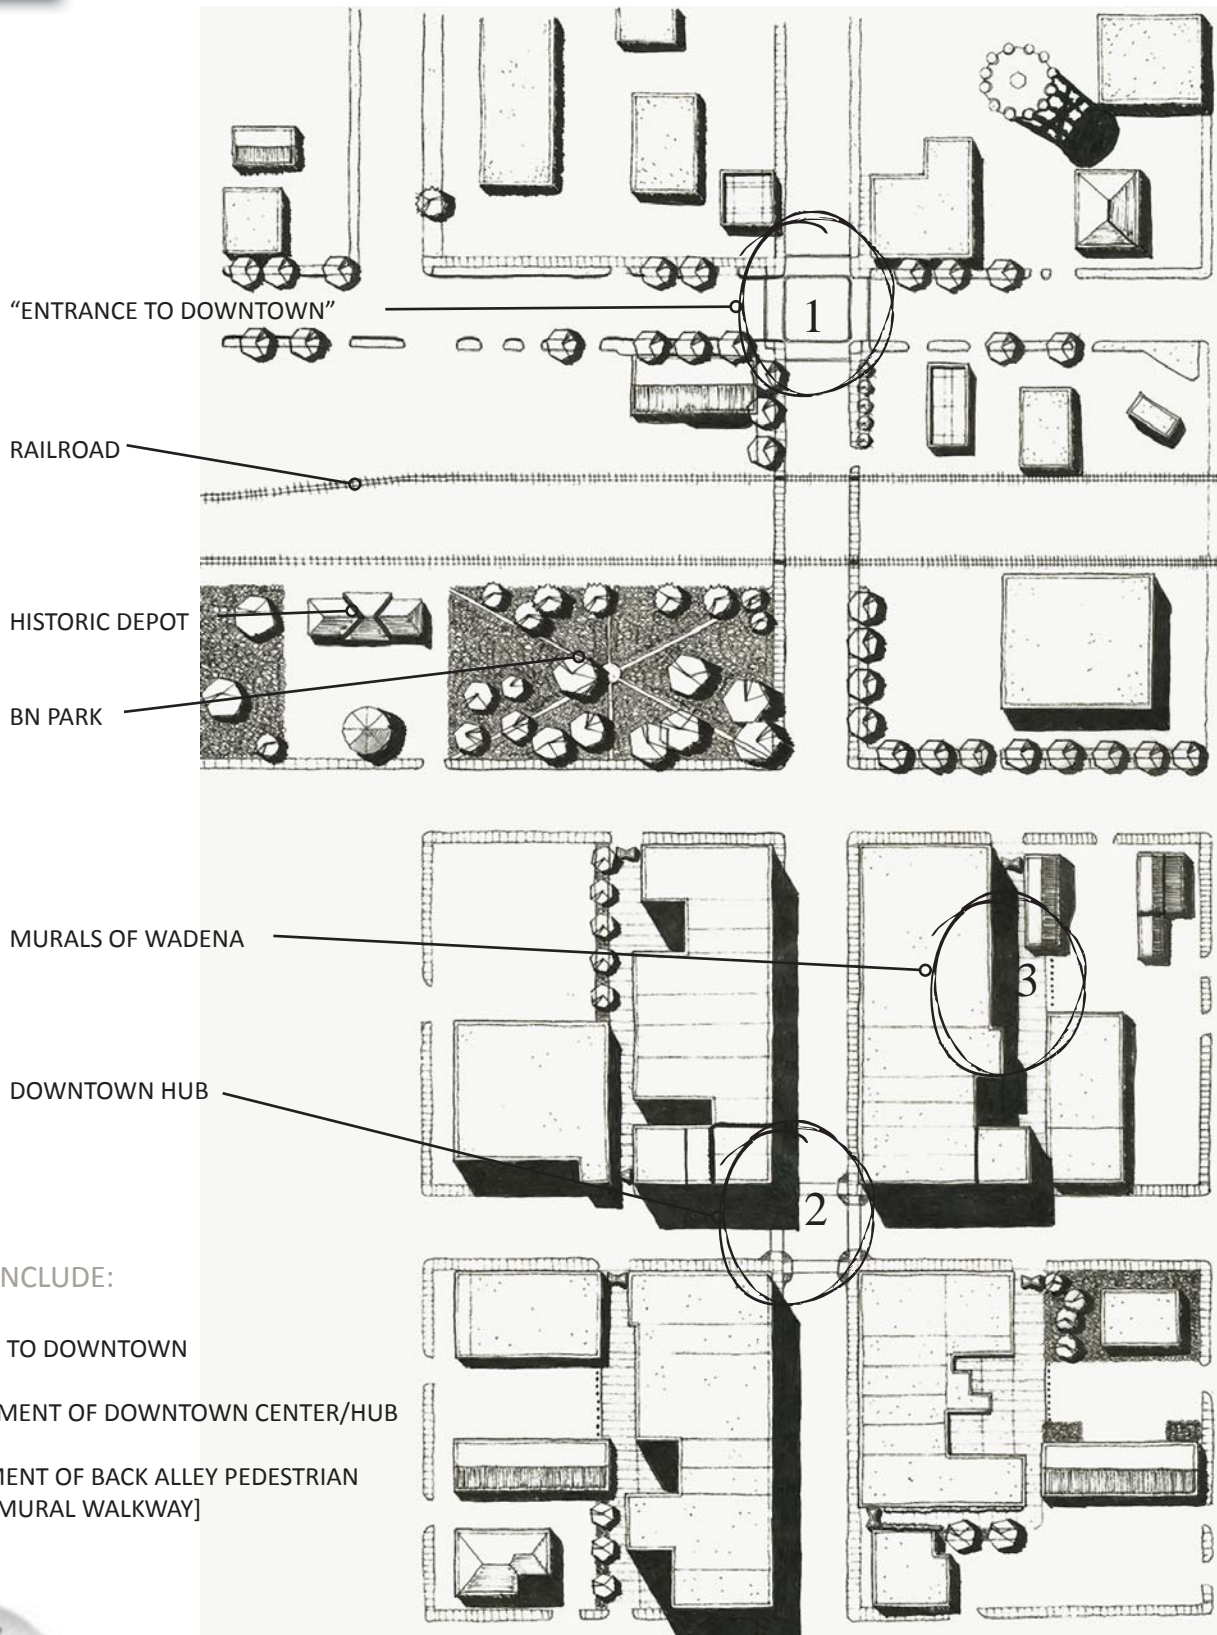 “ENTRANCE TO DOWNTOWN”
1
RAILROAD
HISTORIC DEPOT
BN PARK
MURALS OF WADENA
3
DOWNTOWN HUB
2
NCLUDE:
TO DOWNTOWN
MENT OF DOWNTOWN CENTER/HUB
MENT OF BACK ALLEY PEDESTRIAN
MURAL WALKWAY]